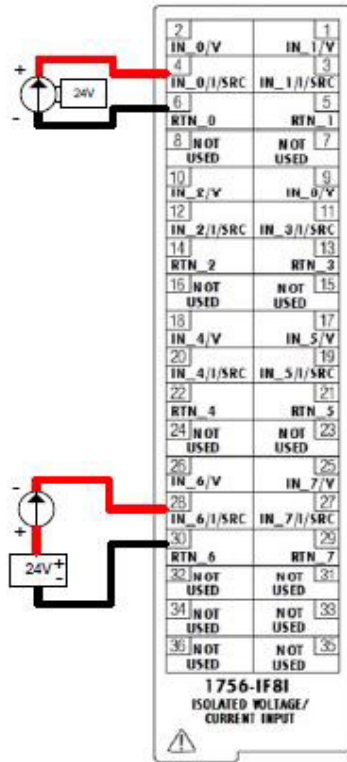 2 1
IN_0/V IN_1/V
4 3
IN_0/I/SRC IN_1/I/SRC
6 5
RTN_0 RTN_1
8 NOT USED NOT USED 7
10 9
IN_2/V IN_0/V
12 11
IN_2/I/SRC IN_3/I/SRC
14 13
RTN_2 RTN_3
16 NOT USED NOT USED 15
18 17
IN_4/V IN_5/V
20 19
IN_4/I/SRC IN_5/I/SRC
22 21
RTN_4 RTN_5
24 NOT USED NOT USED 23
26 25
IN_6/V IN_7/V
28 27
IN_6/I/SRC IN_7/I/SRC
30 29
RTN_6 RTN_7
32 NOT USED NOT USED 31
34 NOT USED NOT USED 33
36 NOT USED NOT USED 35
1756-IF8I
ISOLATED VOLTAGE/
CURRENT INPUT
+
24V
-
-
+
24V + -